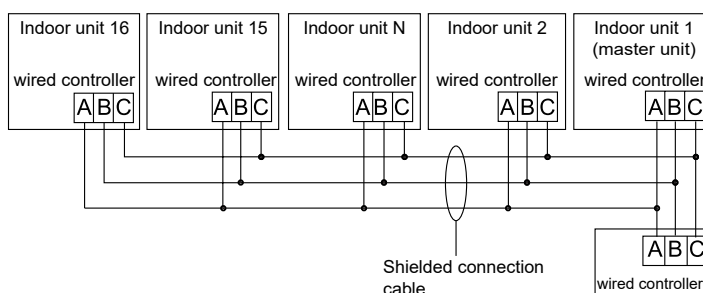 Indoor unit 16
wired controller
A B C
Indoor unit 15
wired controller
A B C
Indoor unit N
wired controller
A B C
Indoor unit 2
wired controller
A B C
Indoor unit 1
(master unit)
wired controller
A B C
Shielded connection
cable
A B C
wired controller